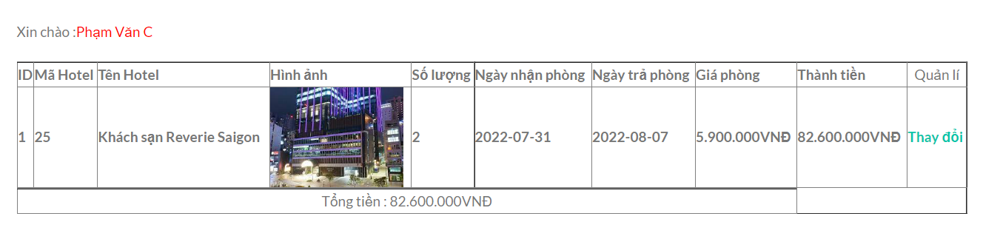 Xin chào :Phạm Văn C
ID Mã Hotel Tên Hotel Hình ảnh Số lượng Ngày nhận phòng Ngày trả phòng Giá phòng Thành tiền Quản lí
1 25 Khách sạn Reverie Saigon 2 2022-07-31 2022-08-07 5.900.000VNĐ 82.600.000VNĐ Thay đổi
Tổng tiền : 82.600.000VNĐ